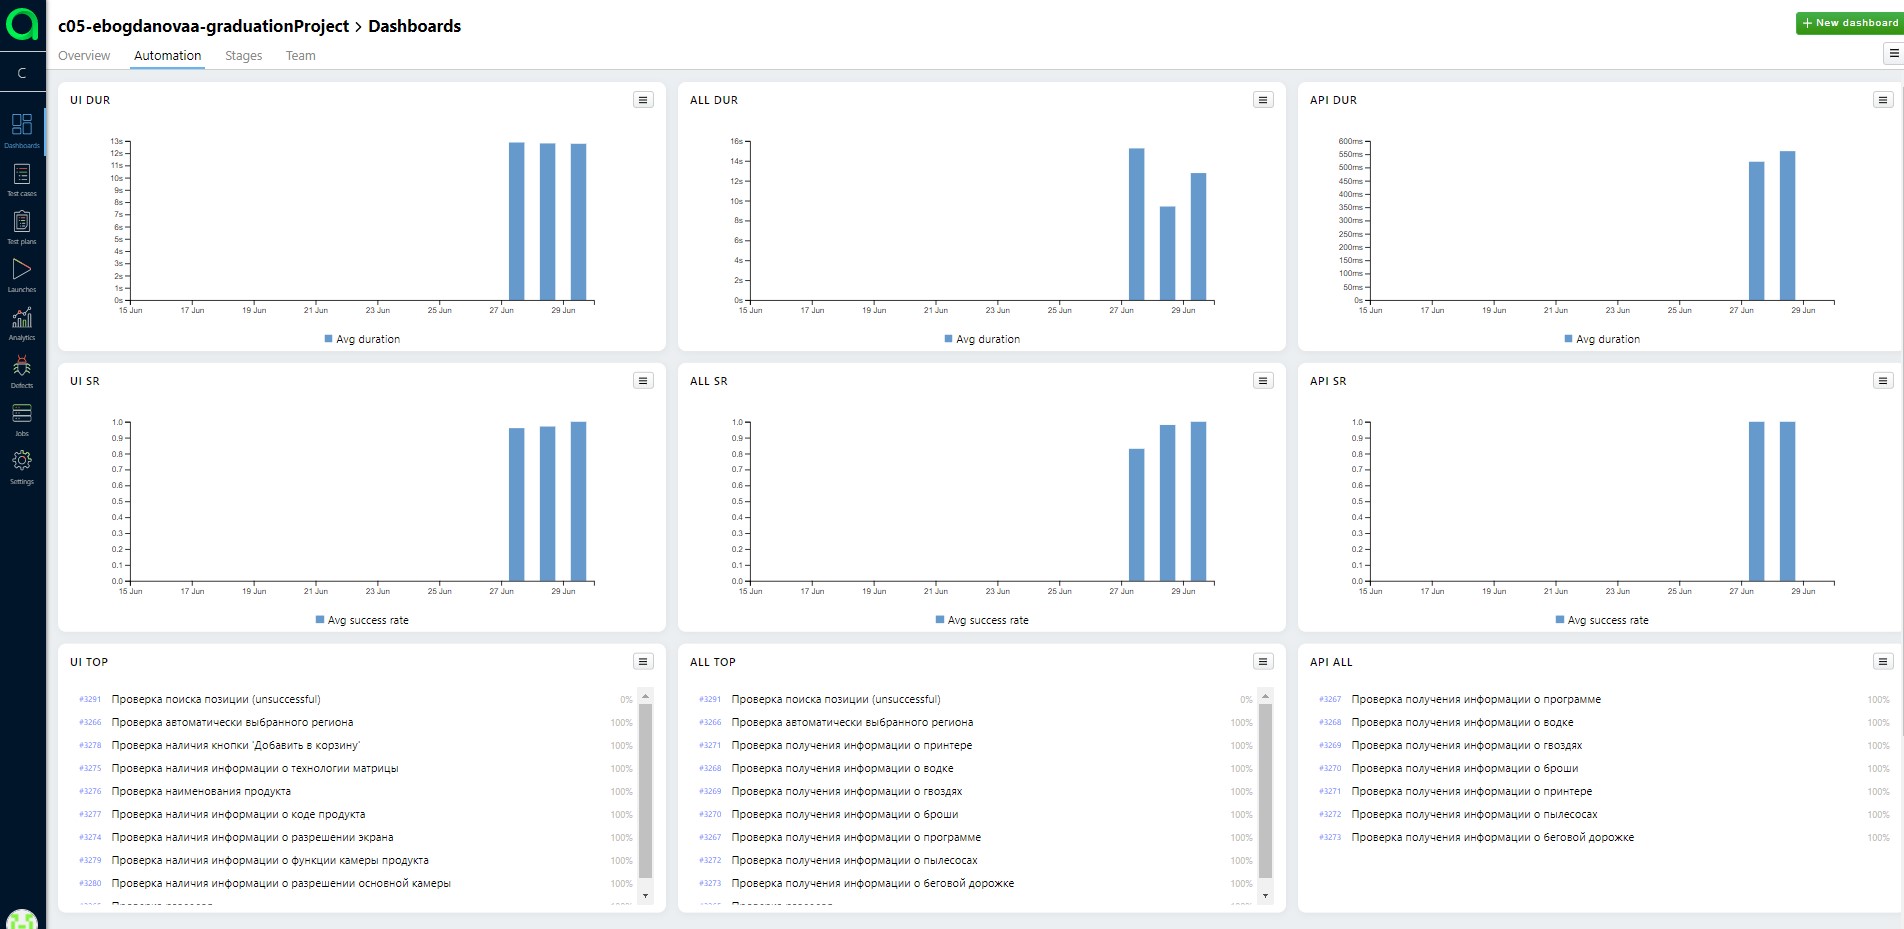 c05-ebogdanovaa-graduationProject > Dashboards
+ New dashboard
Overview Automation Stages Team
C
Dashboards
Test cases
Test plans
Launches
Analytics
Defects
Jobs
Settings
UI DUR
13s
12s
11s
10s
9s
8s
7s
6s
5s
4s
3s
2s
1s
0s
15 Jun 17 Jun 19 Jun 21 Jun 23 Jun 25 Jun 27 Jun 29 Jun
Avg duration
ALL DUR
16s
14s
12s
10s
8s
6s
4s
2s
0s
15 Jun 17 Jun 19 Jun 21 Jun 23 Jun 25 Jun 27 Jun 29 Jun
Avg duration
API DUR
600ms
550ms
500ms
450ms
400ms
350ms
300ms
250ms
200ms
150ms
100ms
50ms
0s
15 Jun 17 Jun 19 Jun 21 Jun 23 Jun 25 Jun 27 Jun 29 Jun
Avg duration
UI SR
1.0
0.9
0.8
0.7
0.6
0.5
0.4
0.3
0.2
0.1
0.0
15 Jun 17 Jun 19 Jun 21 Jun 23 Jun 25 Jun 27 Jun 29 Jun
Avg success rate
ALL SR
1.0
0.9
0.8
0.7
0.6
0.5
0.4
0.3
0.2
0.1
0.0
15 Jun 17 Jun 19 Jun 21 Jun 23 Jun 25 Jun 27 Jun 29 Jun
Avg success rate
API SR
1.0
0.9
0.8
0.7
0.6
0.5
0.4
0.3
0.2
0.1
0.0
15 Jun 17 Jun 19 Jun 21 Jun 23 Jun 25 Jun 27 Jun 29 Jun
Avg success rate
UI TOP
#3291 Проверка поиска позиции (unsuccessful) 0%
#3266 Проверка автоматически выбранного региона 100%
#3278 Проверка наличия кнопки 'Добавить в корзину' 100%
#3275 Проверка наличия информации о технологии матрицы 100%
#3276 Проверка наименования продукта 100%
#3277 Проверка наличия информации о коде продукта 100%
#3274 Проверка наличия информации о разрешении экрана 100%
#3279 Проверка наличия информации о функции камеры продукта 100%
#3280 Проверка наличия информации о разрешении основной камеры 100%
ALL TOP
#3291 Проверка поиска позиции (unsuccessful) 0%
#3266 Проверка автоматически выбранного региона 100%
#3271 Проверка получения информации о принтере 100%
#3268 Проверка получения информации о водке 100%
#3269 Проверка получения информации о гвоздях 100%
#3270 Проверка получения информации о броши 100%
#3267 Проверка получения информации о программе 100%
#3272 Проверка получения информации о пылесосах 100%
#3273 Проверка получения информации о беговой дорожке 100%
API ALL
#3267 Проверка получения информации о программе 100%
#3268 Проверка получения информации о водке 100%
#3269 Проверка получения информации о гвоздях 100%
#3270 Проверка получения информации о броши 100%
#3271 Проверка получения информации о принтере 100%
#3272 Проверка получения информации о пылесосах 100%
#3273 Проверка получения информации о беговой дорожке 100%